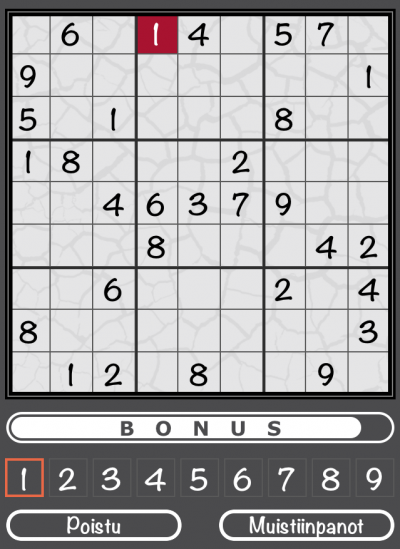 6 1 4 5 7
9 1
5 1 8
1 8 2
4 6 3 7 9
8 4 2
6 2 4
8 3
1 2 8 9
BONUS
1 2 3 4 5 6 7 8 9
Poistu Muistiinpanot